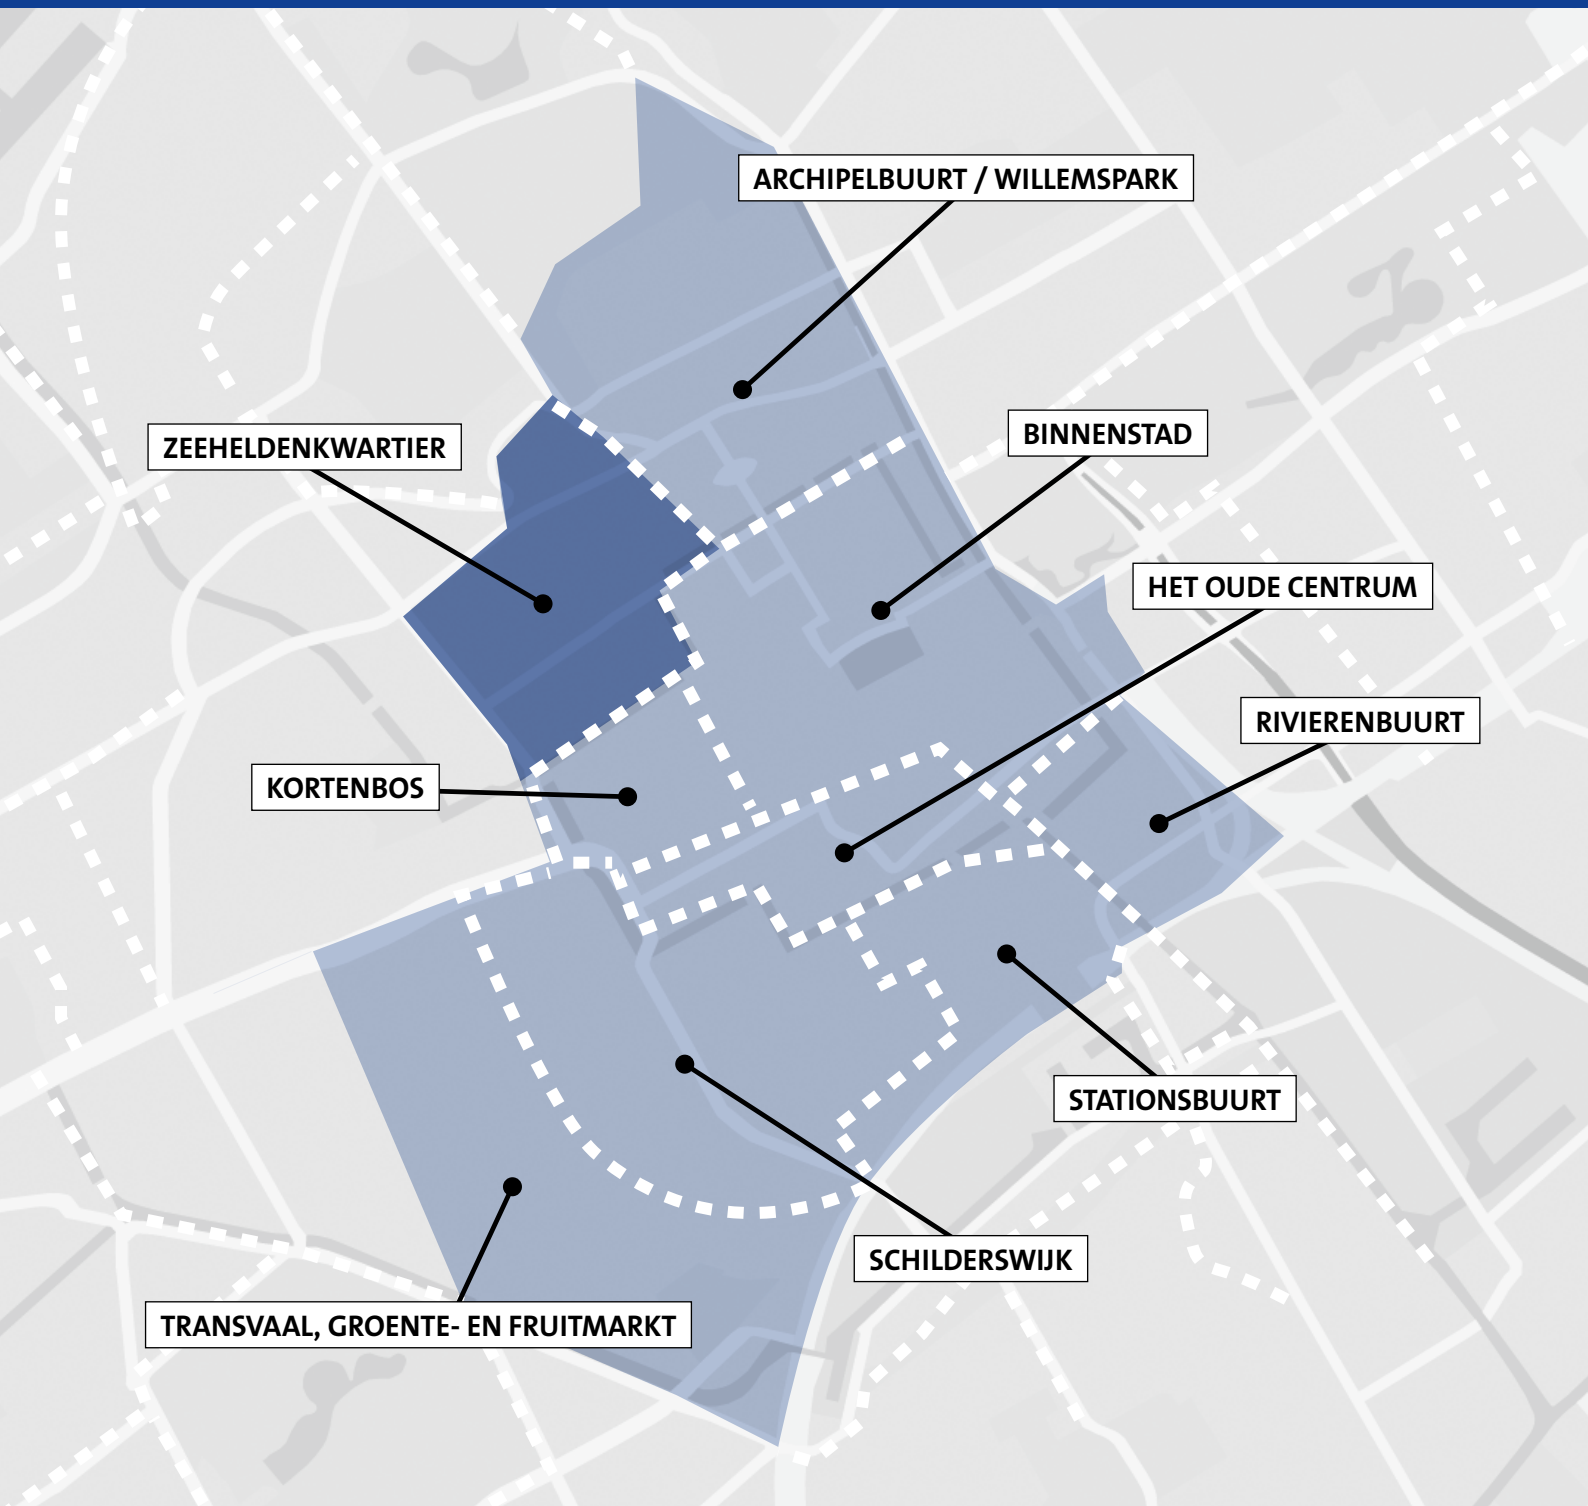 ARCHIPELBUURT / WILLEMSPARK
BINNENSTAD
ZEEHELDENKWARTIER
HET OUDE CENTRUM
RIVIERENBUURT
KORTENBOS
STATIONSBUURT
SCHILDERSWIJK
TRANSVAAL, GROENTE- EN FRUITMARKT